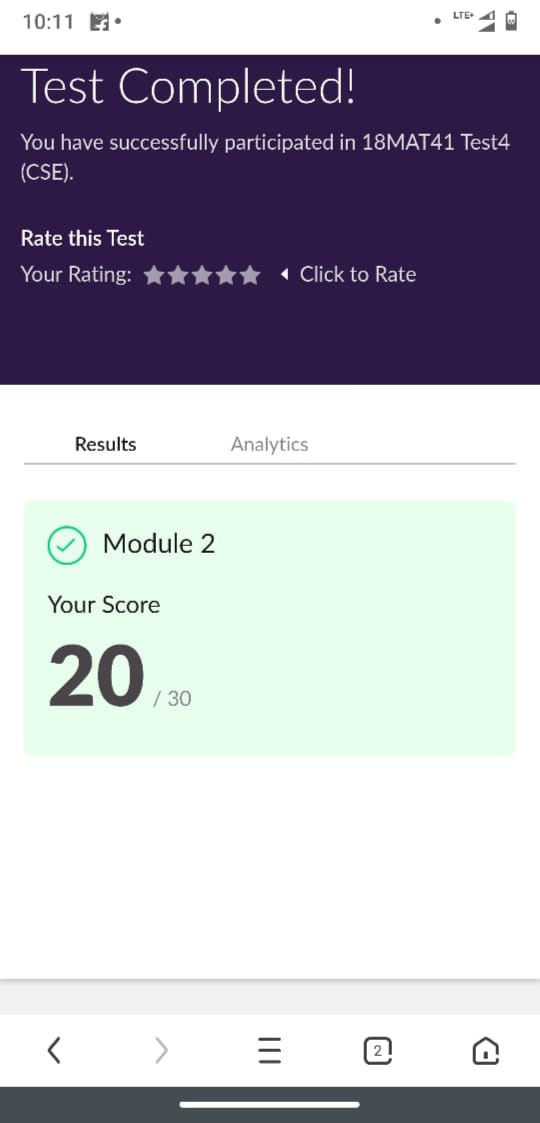 10:11
LTE+
Test Completed!
You have successfully participated in 18MAT41 Test4
(CSE).
Rate this Test
Your Rating: Click to Rate
Results Analytics
Module 2
Your Score
20 / 30
2